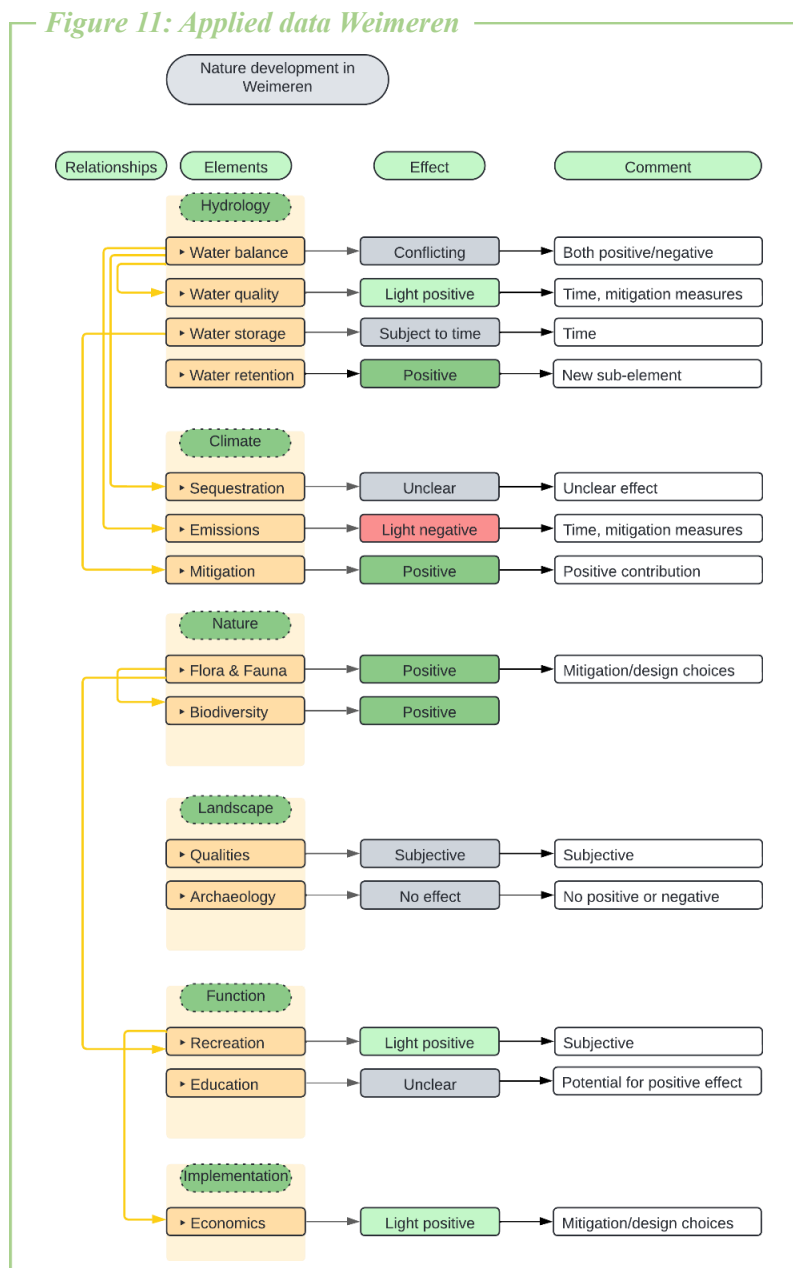 Figure 11: Applied data Weimeren
Nature development in
Weimeren
Relationships
Elements
Effect
Comment
Hydrology
Water balance
Conflicting
Both positive/negative
Water quality
Light positive
Time, mitigation measures
Water storage
Subject to time
Time
Water retention
Positive
New sub-element
Climate
Sequestration
Unclear
Unclear effect
Emissions
Light negative
Time, mitigation measures
Mitigation
Positive
Positive contribution
Nature
Flora & Fauna
Positive
Mitigation/design choices
Biodiversity
Positive
Landscape
Qualities
Subjective
Subjective
Archaeology
No effect
No positive or negative
Function
Recreation
Light positive
Subjective
Education
Unclear
Potential for positive effect
Implementation
Economics
Light positive
Mitigation/design choices